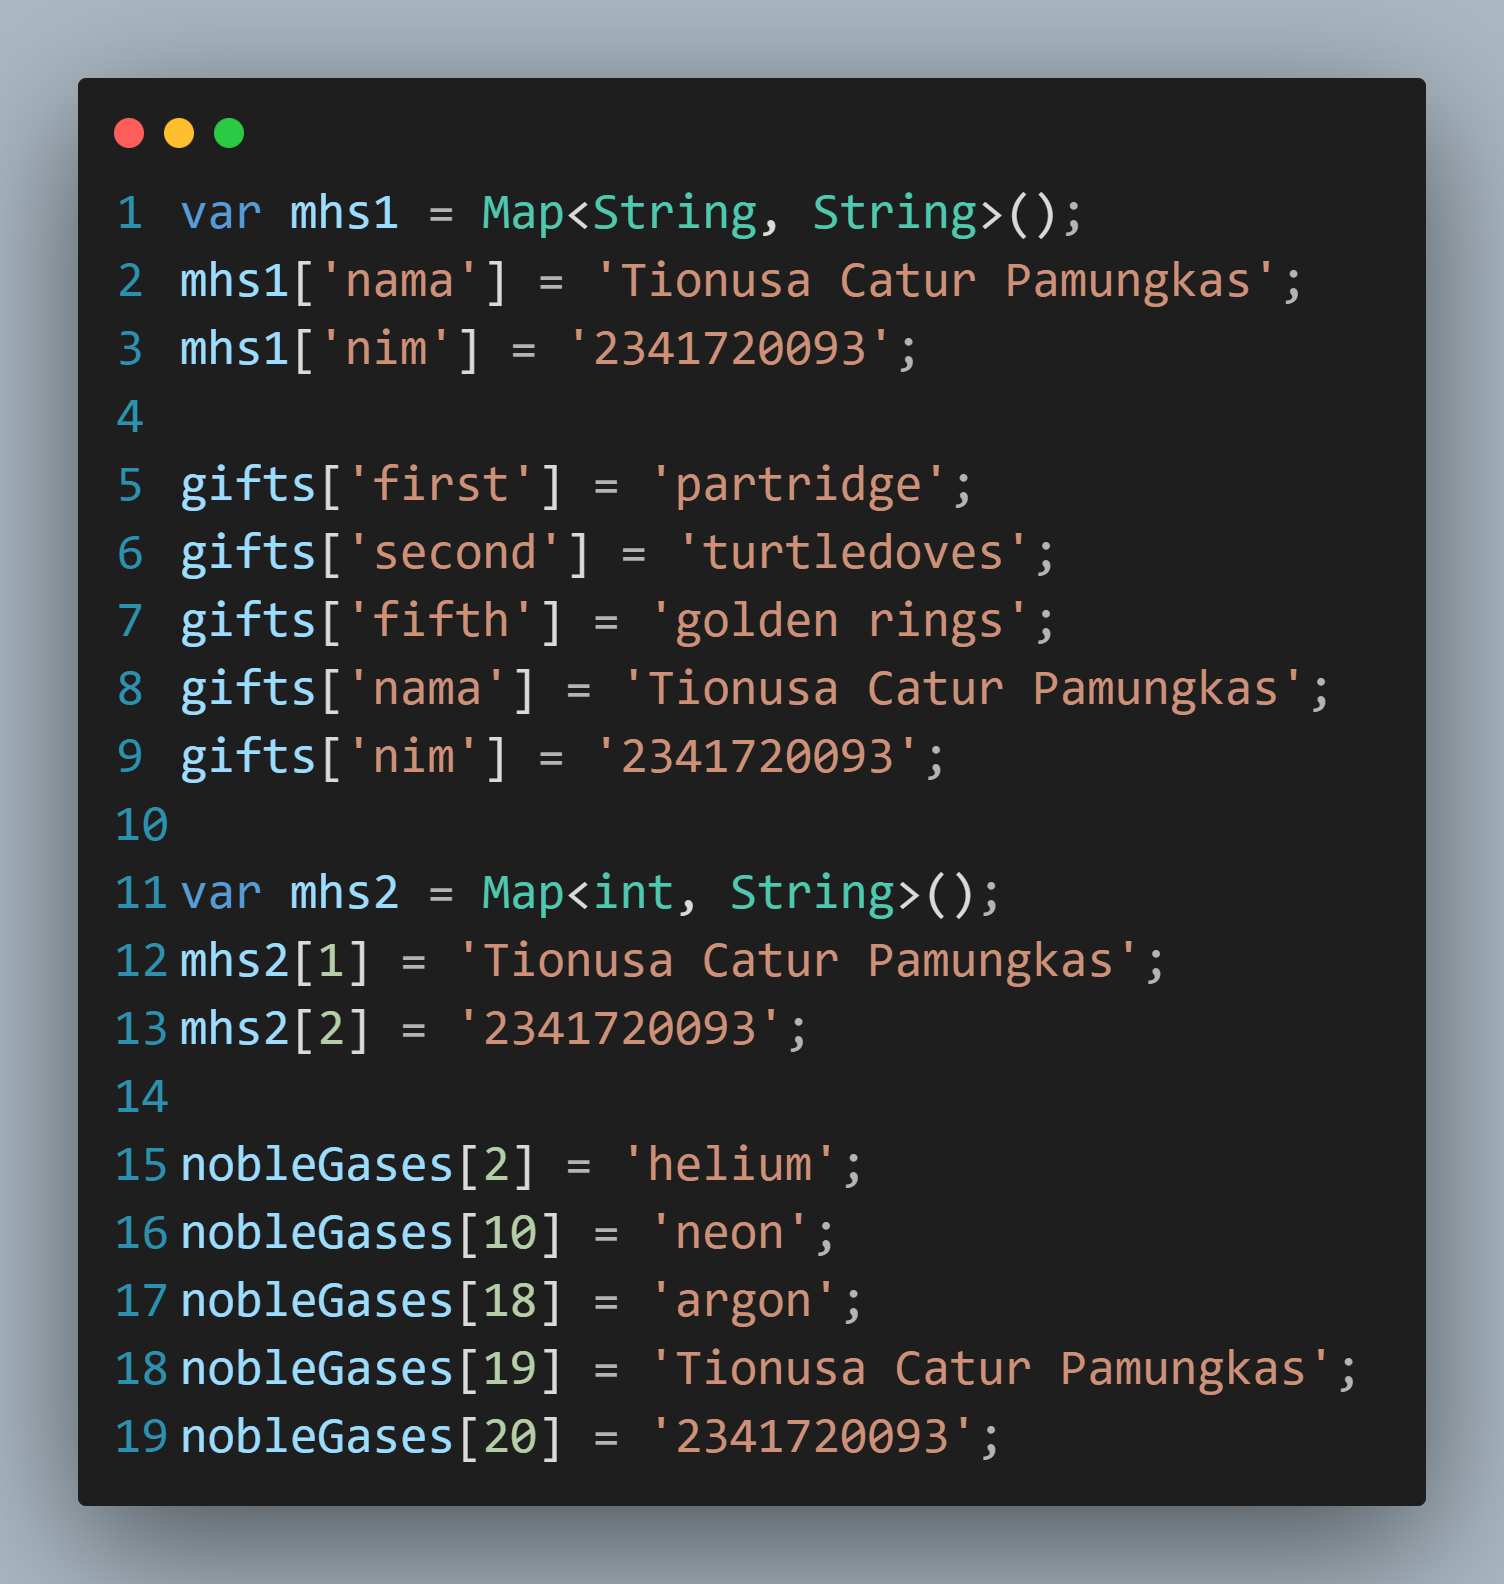 1 var mhs1 = Map<String, String>();
2 mhs1['nama'] = 'Tionusa Catur Pamungkas';
3 mhs1['nim'] = '2341720093';
4
5 gifts['first'] = 'partridge';
6 gifts['second'] = 'turtledoves';
7 gifts['fifth'] = 'golden rings';
8 gifts['nama'] = 'Tionusa Catur Pamungkas';
9 gifts['nim'] = '2341720093';
10
11 var mhs2 = Map<int, String>();
12 mhs2[1] = 'Tionusa Catur Pamungkas';
13 mhs2[2] = '2341720093';
14
15 nobleGases[2] = 'helium';
16 nobleGases[10] = 'neon';
17 nobleGases[18] = 'argon';
18 nobleGases[19] = 'Tionusa Catur Pamungkas';
19 nobleGases[20] = '2341720093';